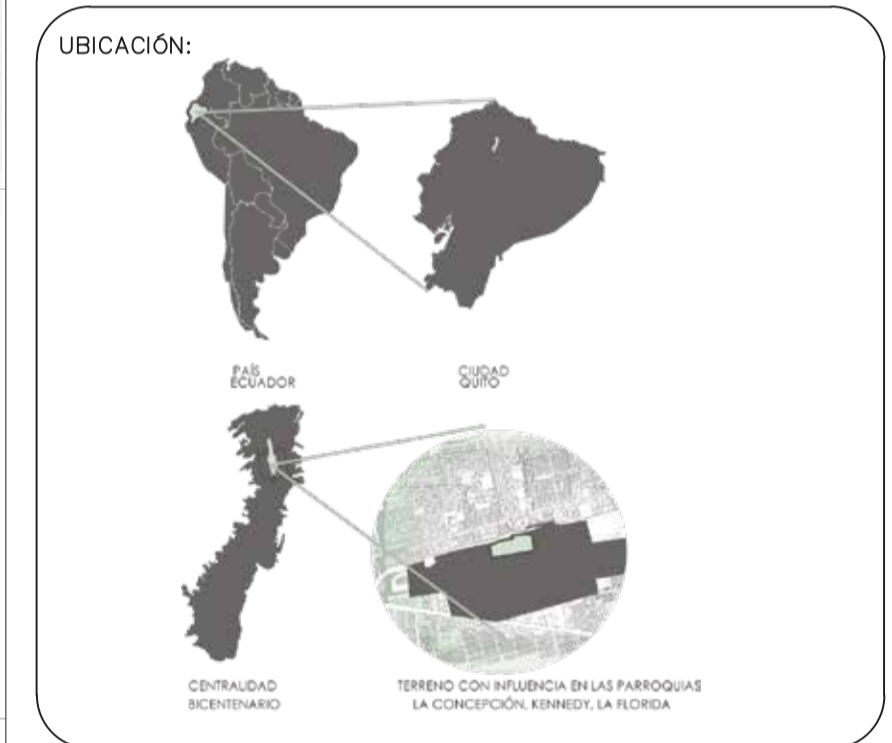 UBICACIÓN:
PAÍS
ECUADOR
CIUDAD
QUITO
CENTRALIDAD
BICENTENARIO
TERRENO CON INFLUENCIA EN LAS PARROQUIAS
LA CONCEPCIÓN, KENNEDY, LA FLORIDA